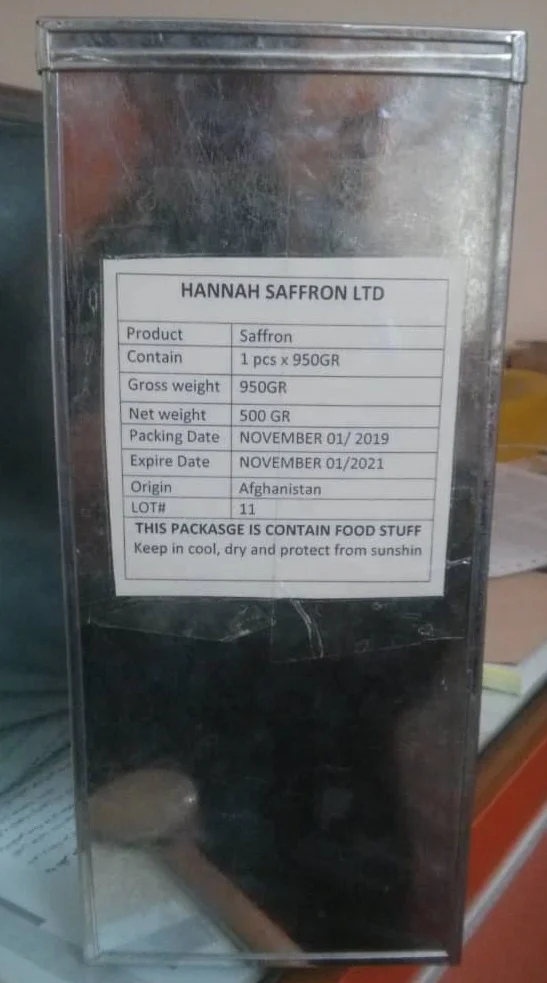 HANNAH SAFFRON LTD
Product Saffron
Contain 1 pcs x 950GR
Gross weight 950GR
Net weight 500 GR
Packing Date NOVEMBER 01/ 2019
Expire Date NOVEMBER 01/2021
Origin Afghanistan
LOT# 11
THIS PACKASGE IS CONTAIN FOOD STUFF
Keep in cool, dry and protect from sunshin